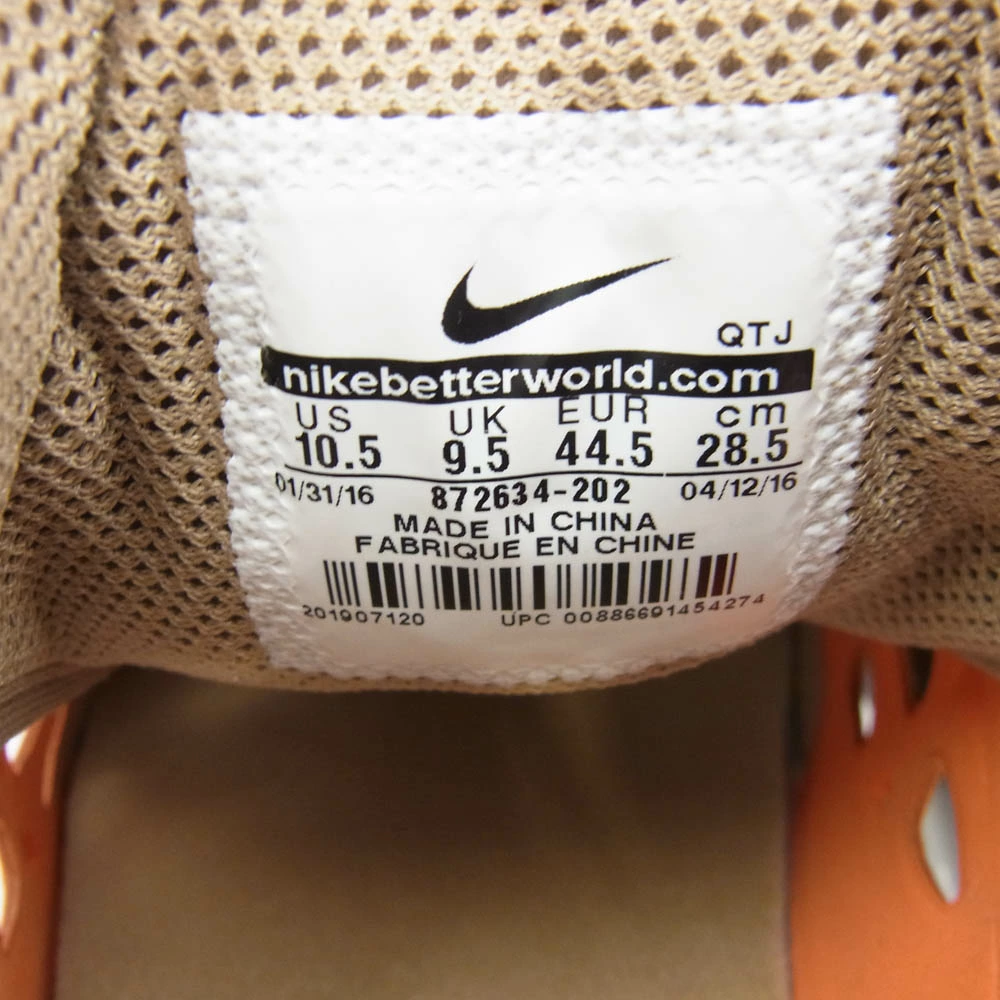 QTJ
nikebetterworld.com
US UK EUR cm
10.5 9.5 44.5 28.5
01/31/16 872634-202 04/12/16
MADE IN CHINA
FABRIQUE EN CHINE
201907120 UPC 00886691454274